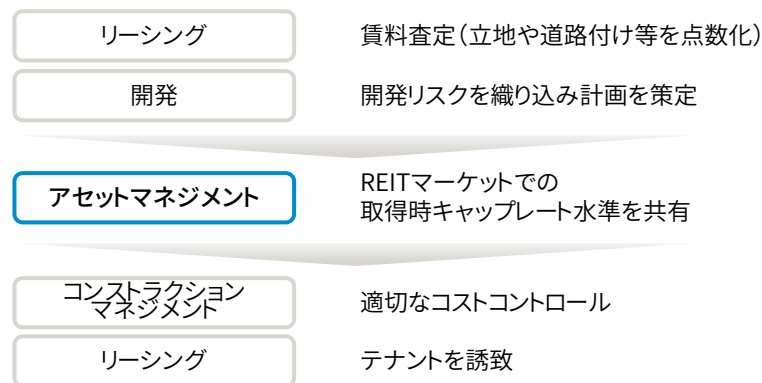 リーシング
賃料査定（立地や道路付け等を点数化）
開発
開発リスクを織り込み計画を策定
アセットマネジメント
REITマーケットでの
取得時キャップレート水準を共有
コンストラクション
マネジメント
適切なコストコントロール
リーシング
テナントを誘致